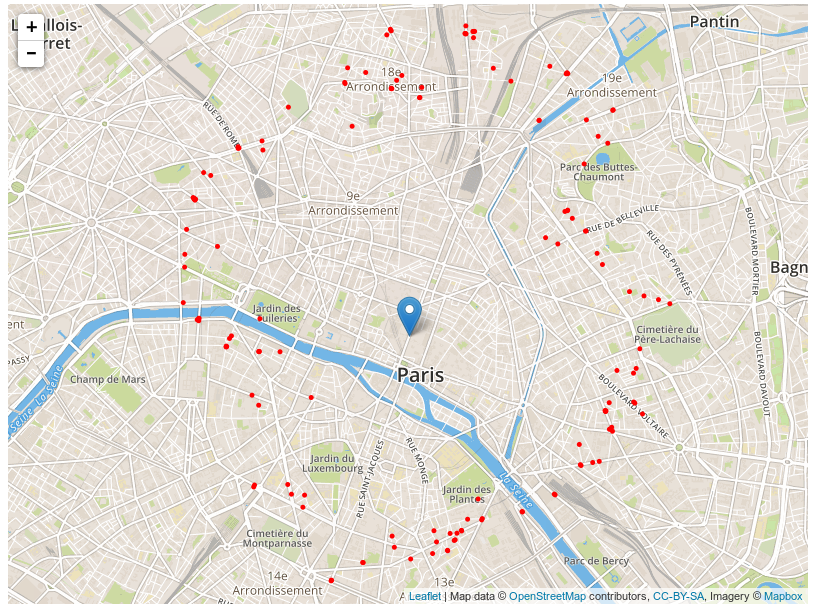 +
−
Pantin
18e
Arrondissement
19e
Arrondissement
RUE DE ROME
Parc des Buttes-
Chaumont
9e
Arrondissement
RUE DE BELLEVILLE
RUE DES PYRÉNÉES
BOULEVARD MORTIER
Bagn
Jardin des
Tuileries
Cimetière du
Père-Lachaise
ent
PASSY
Paris
Champ de Mars
La Seine La Seine
BOULEVARD VOLTAIRE
BOULEVARD DAVOUT
Jardin du
Luxembourg
RUE SAINT-JACQUES
RUE MONGE
Jardin des
Plantes
La Seine
Cimetière du
Montparnasse
Parc de Bercy
14e
Arrondissement
13e
Leaflet | Map data © OpenStreetMap contributors, CC-BY-SA, Imagery © Mapbox